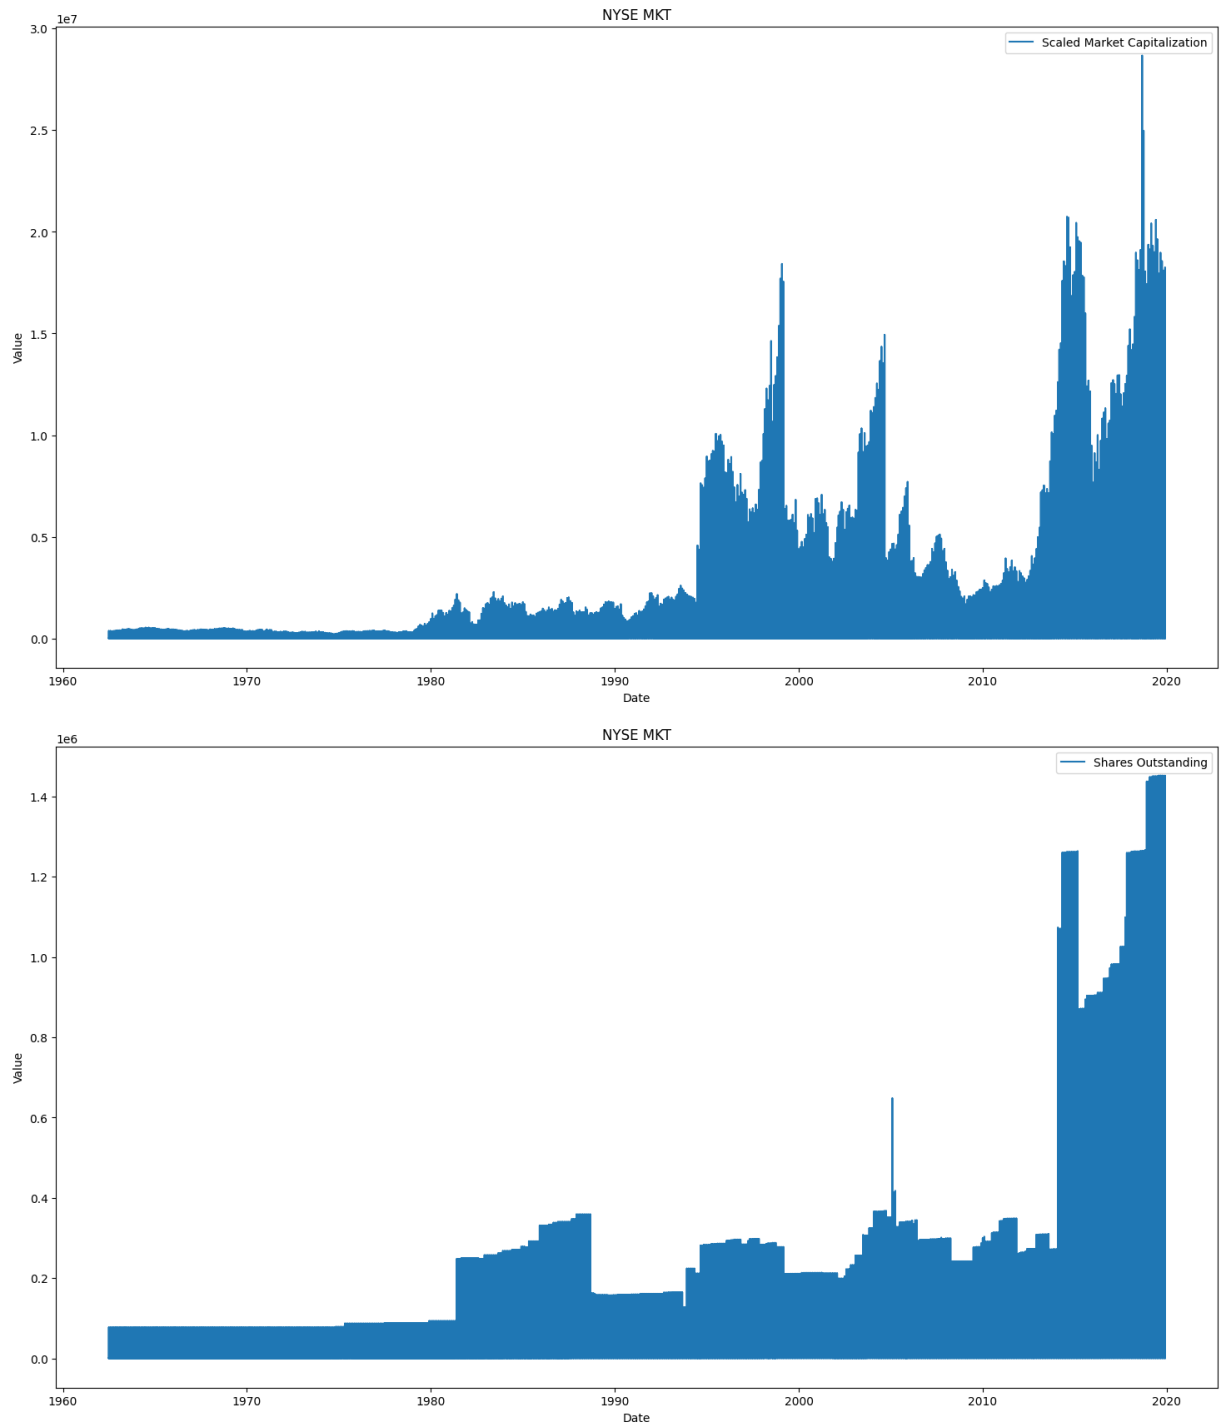 NYSE MKT
1e7
Scaled Market Capitalization
3.0
2.5
2.0
1.5
1.0
0.5
0.0
Value
1960 1970 1980 1990 2000 2010 2020
Date
NYSE MKT
1e6
Shares Outstanding
1.4
1.2
1.0
0.8
0.6
0.4
0.2
0.0
Value
1960 1970 1980 1990 2000 2010 2020
Date